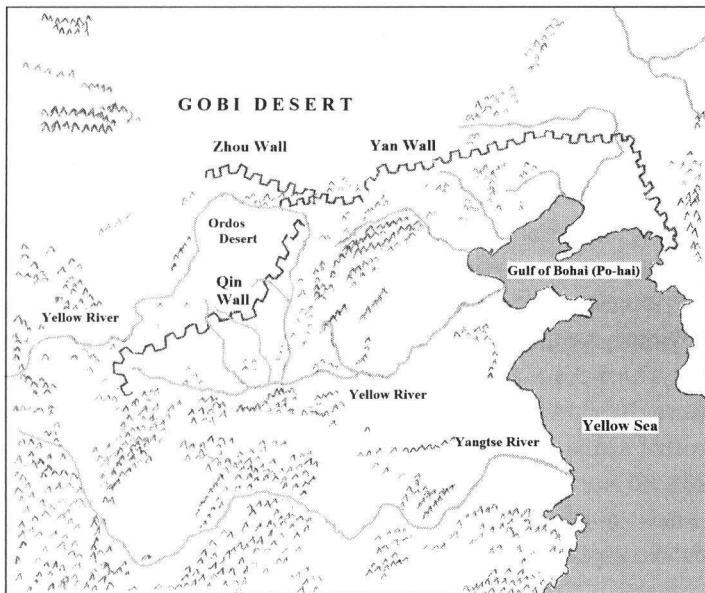 GOBI DESERT
Zhou Wall
Yan Wall
Ordos
Desert
Qin
Wall
Gulf of Bohai (Po-hai)
Yellow River
Yellow River
Yellow Sea
Yangtse River